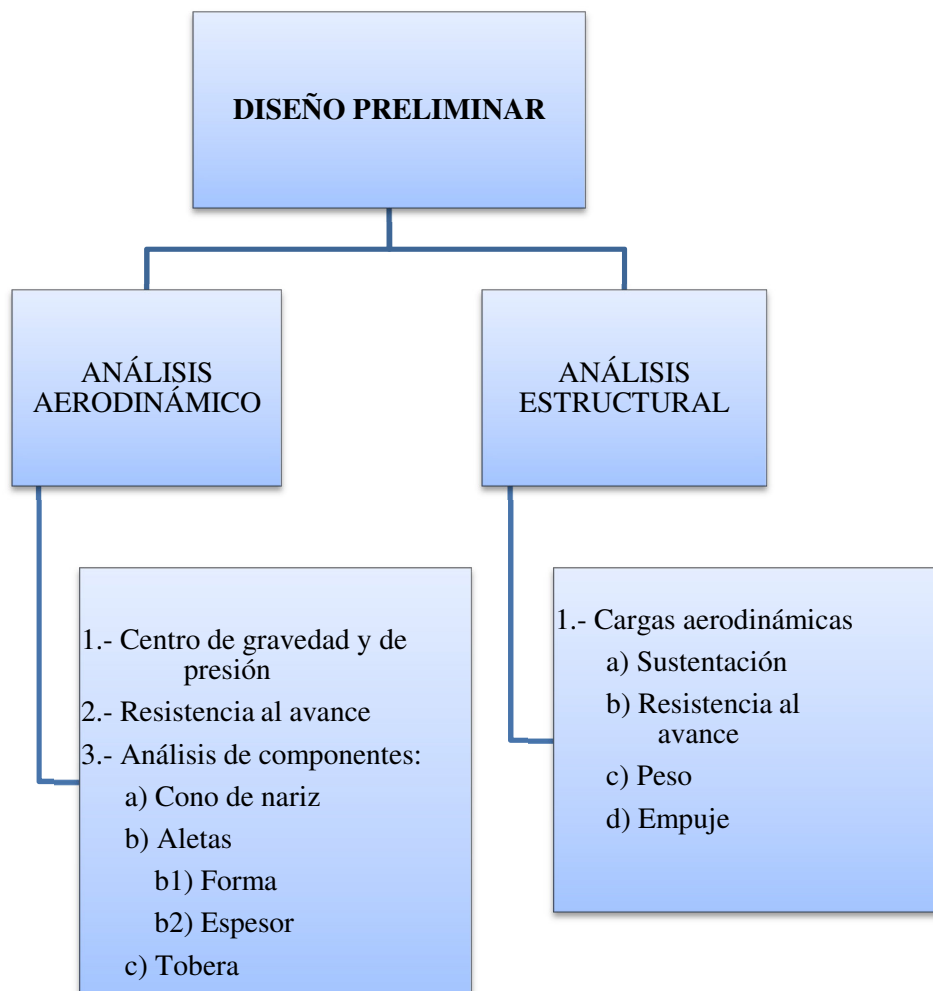 DISEÑO PRELIMINAR
ANÁLISIS
AERODINÁMICO
ANÁLISIS
ESTRUCTURAL
1.- Centro de gravedad y de
presión
2.- Resistencia al avance
3.- Análisis de componentes:
a) Cono de nariz
b) Aletas
b1) Forma
b2) Espesor
c) Tobera
1.- Cargas aerodinámicas
a) Sustentación
b) Resistencia al
avance
c) Peso
d) Empuje